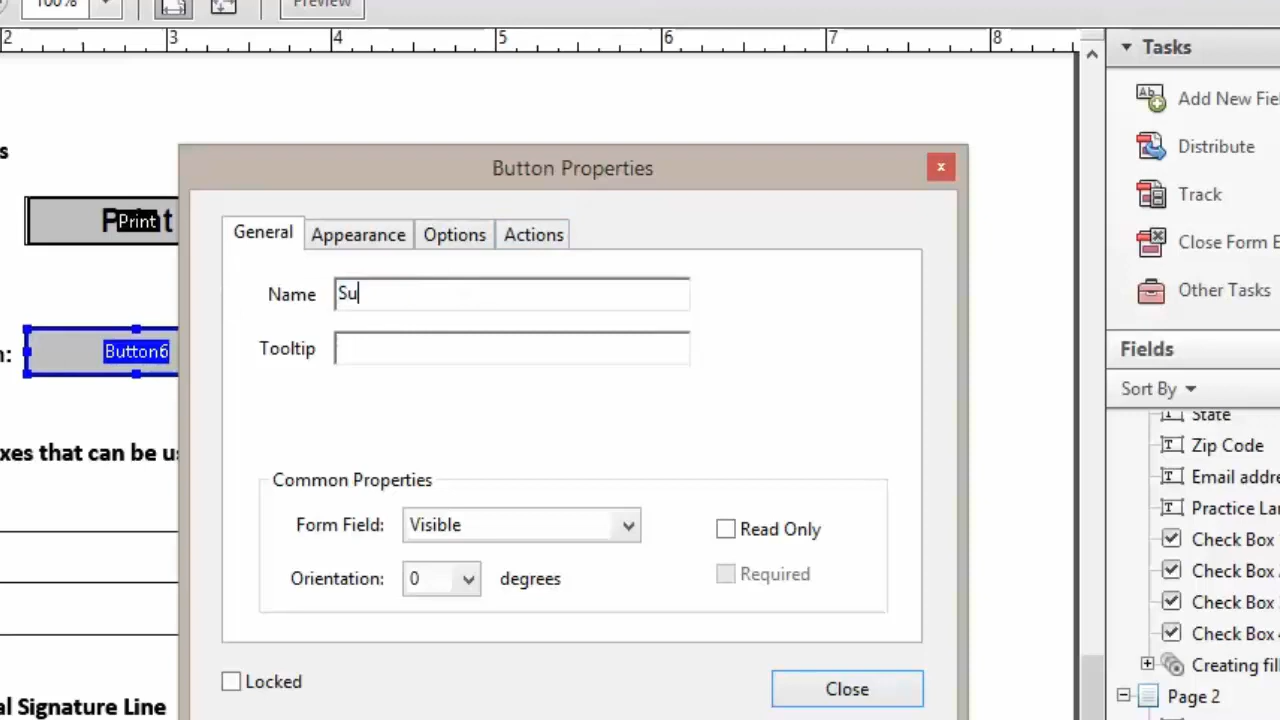 100%
Preview
2 3 4 5 6 7 8
Tasks
Add New Fie
Distribute
Track
Close Form E
Other Tasks
Fields
Sort By
State
Zip Code
Email addre
Practice La
Check Box
Check Box
Check Box
Check Box
Creating fil
Page 2
s
Print
n:
Button6
xes that can be u
al Signature Line
Button Properties
x
General Appearance Options Actions
Name Su
Tooltip
Common Properties
Form Field: Visible
Read Only
Orientation: 0 degrees
Required
Locked
Close